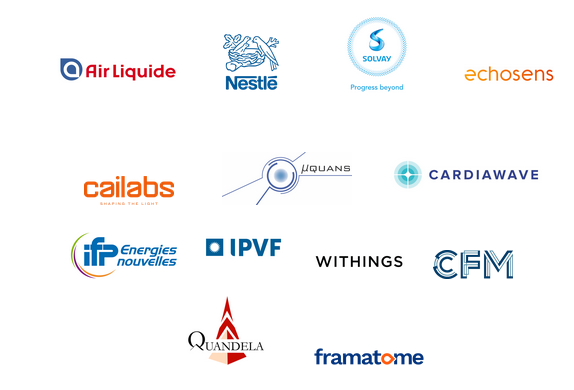 Air Liquide
Nestlé
SOLVAY
Progress beyond
echosens
cailabs
SHAPING THE LIGHT
μQUANS
CARDIAWAVE
ifp Energies
nouvelles
IPVF
WITHINGS
CFM
QUANDELA
framatome